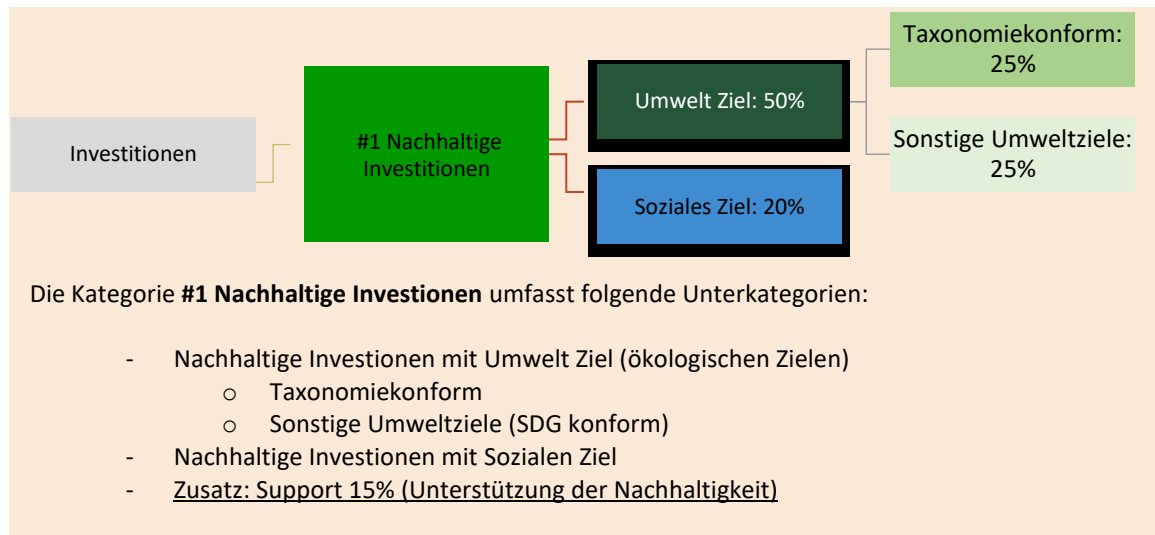 Investitionen
#1 Nachhaltige
Investitionen
Umwelt Ziel: 50%
Soziales Ziel: 20%
Taxonomiekonform:
25%
Sonstige Umweltziele:
25%
Die Kategorie #1 Nachhaltige Investionen umfasst folgende Unterkategorien:
- Nachhaltige Investionen mit Umwelt Ziel (ökologischen Zielen)
o Taxonomiekonform
o Sonstige Umweltziele (SDG konform)
- Nachhaltige Investionen mit Sozialen Ziel
- Zusatz: Support 15% (Unterstützung der Nachhaltigkeit)